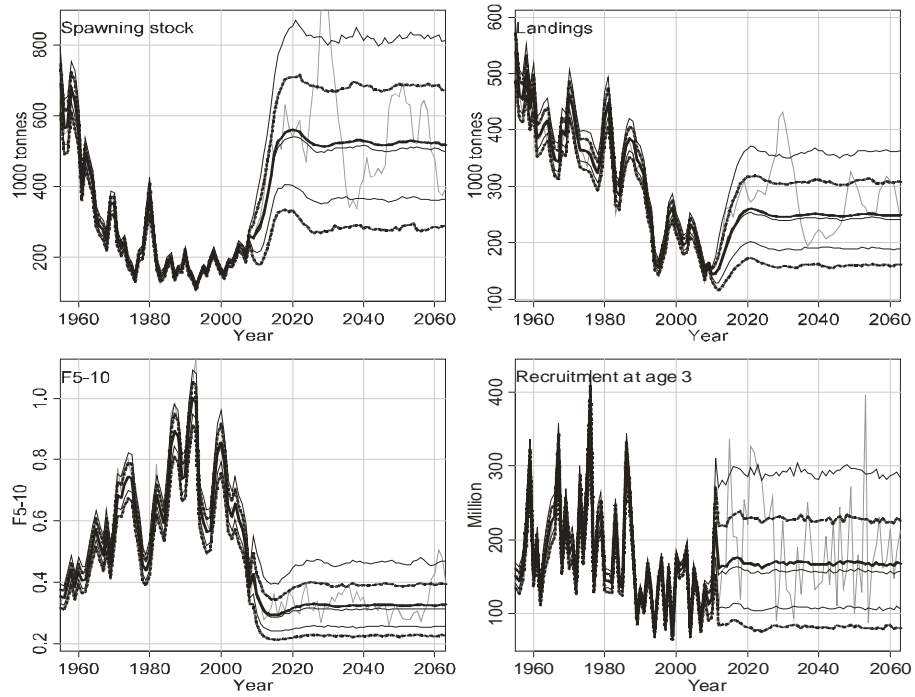 Spawning stock
1000 tonnes
200 400 600 800
1960 1980 2000 2020 2040 2060
Year
Landings
1000 tonnes
100 200 300 400 500 600
1960 1980 2000 2020 2040 2060
Year
F5-10
F5-10
0.2 0.4 0.6 0.8 1.0
1960 1980 2000 2020 2040 2060
Year
Recruitment at age 3
Million
100 200 300 400
1960 1980 2000 2020 2040 2060
Year